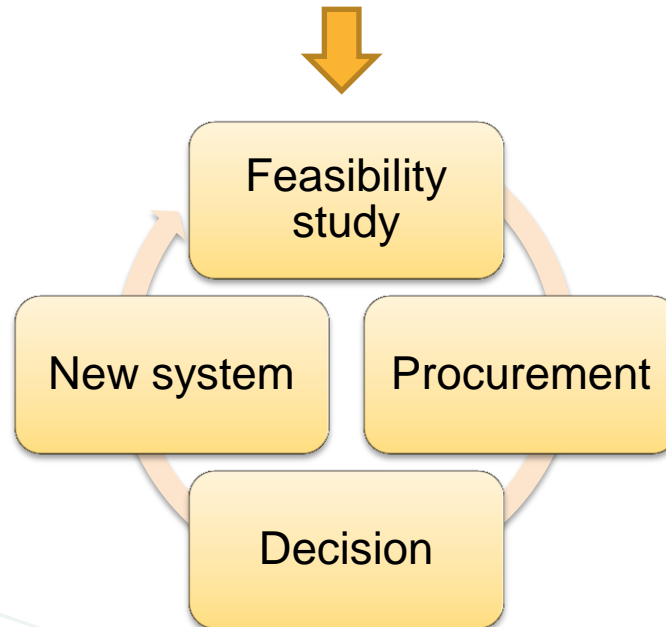 Feasibility
study
New system
Procurement
Decision